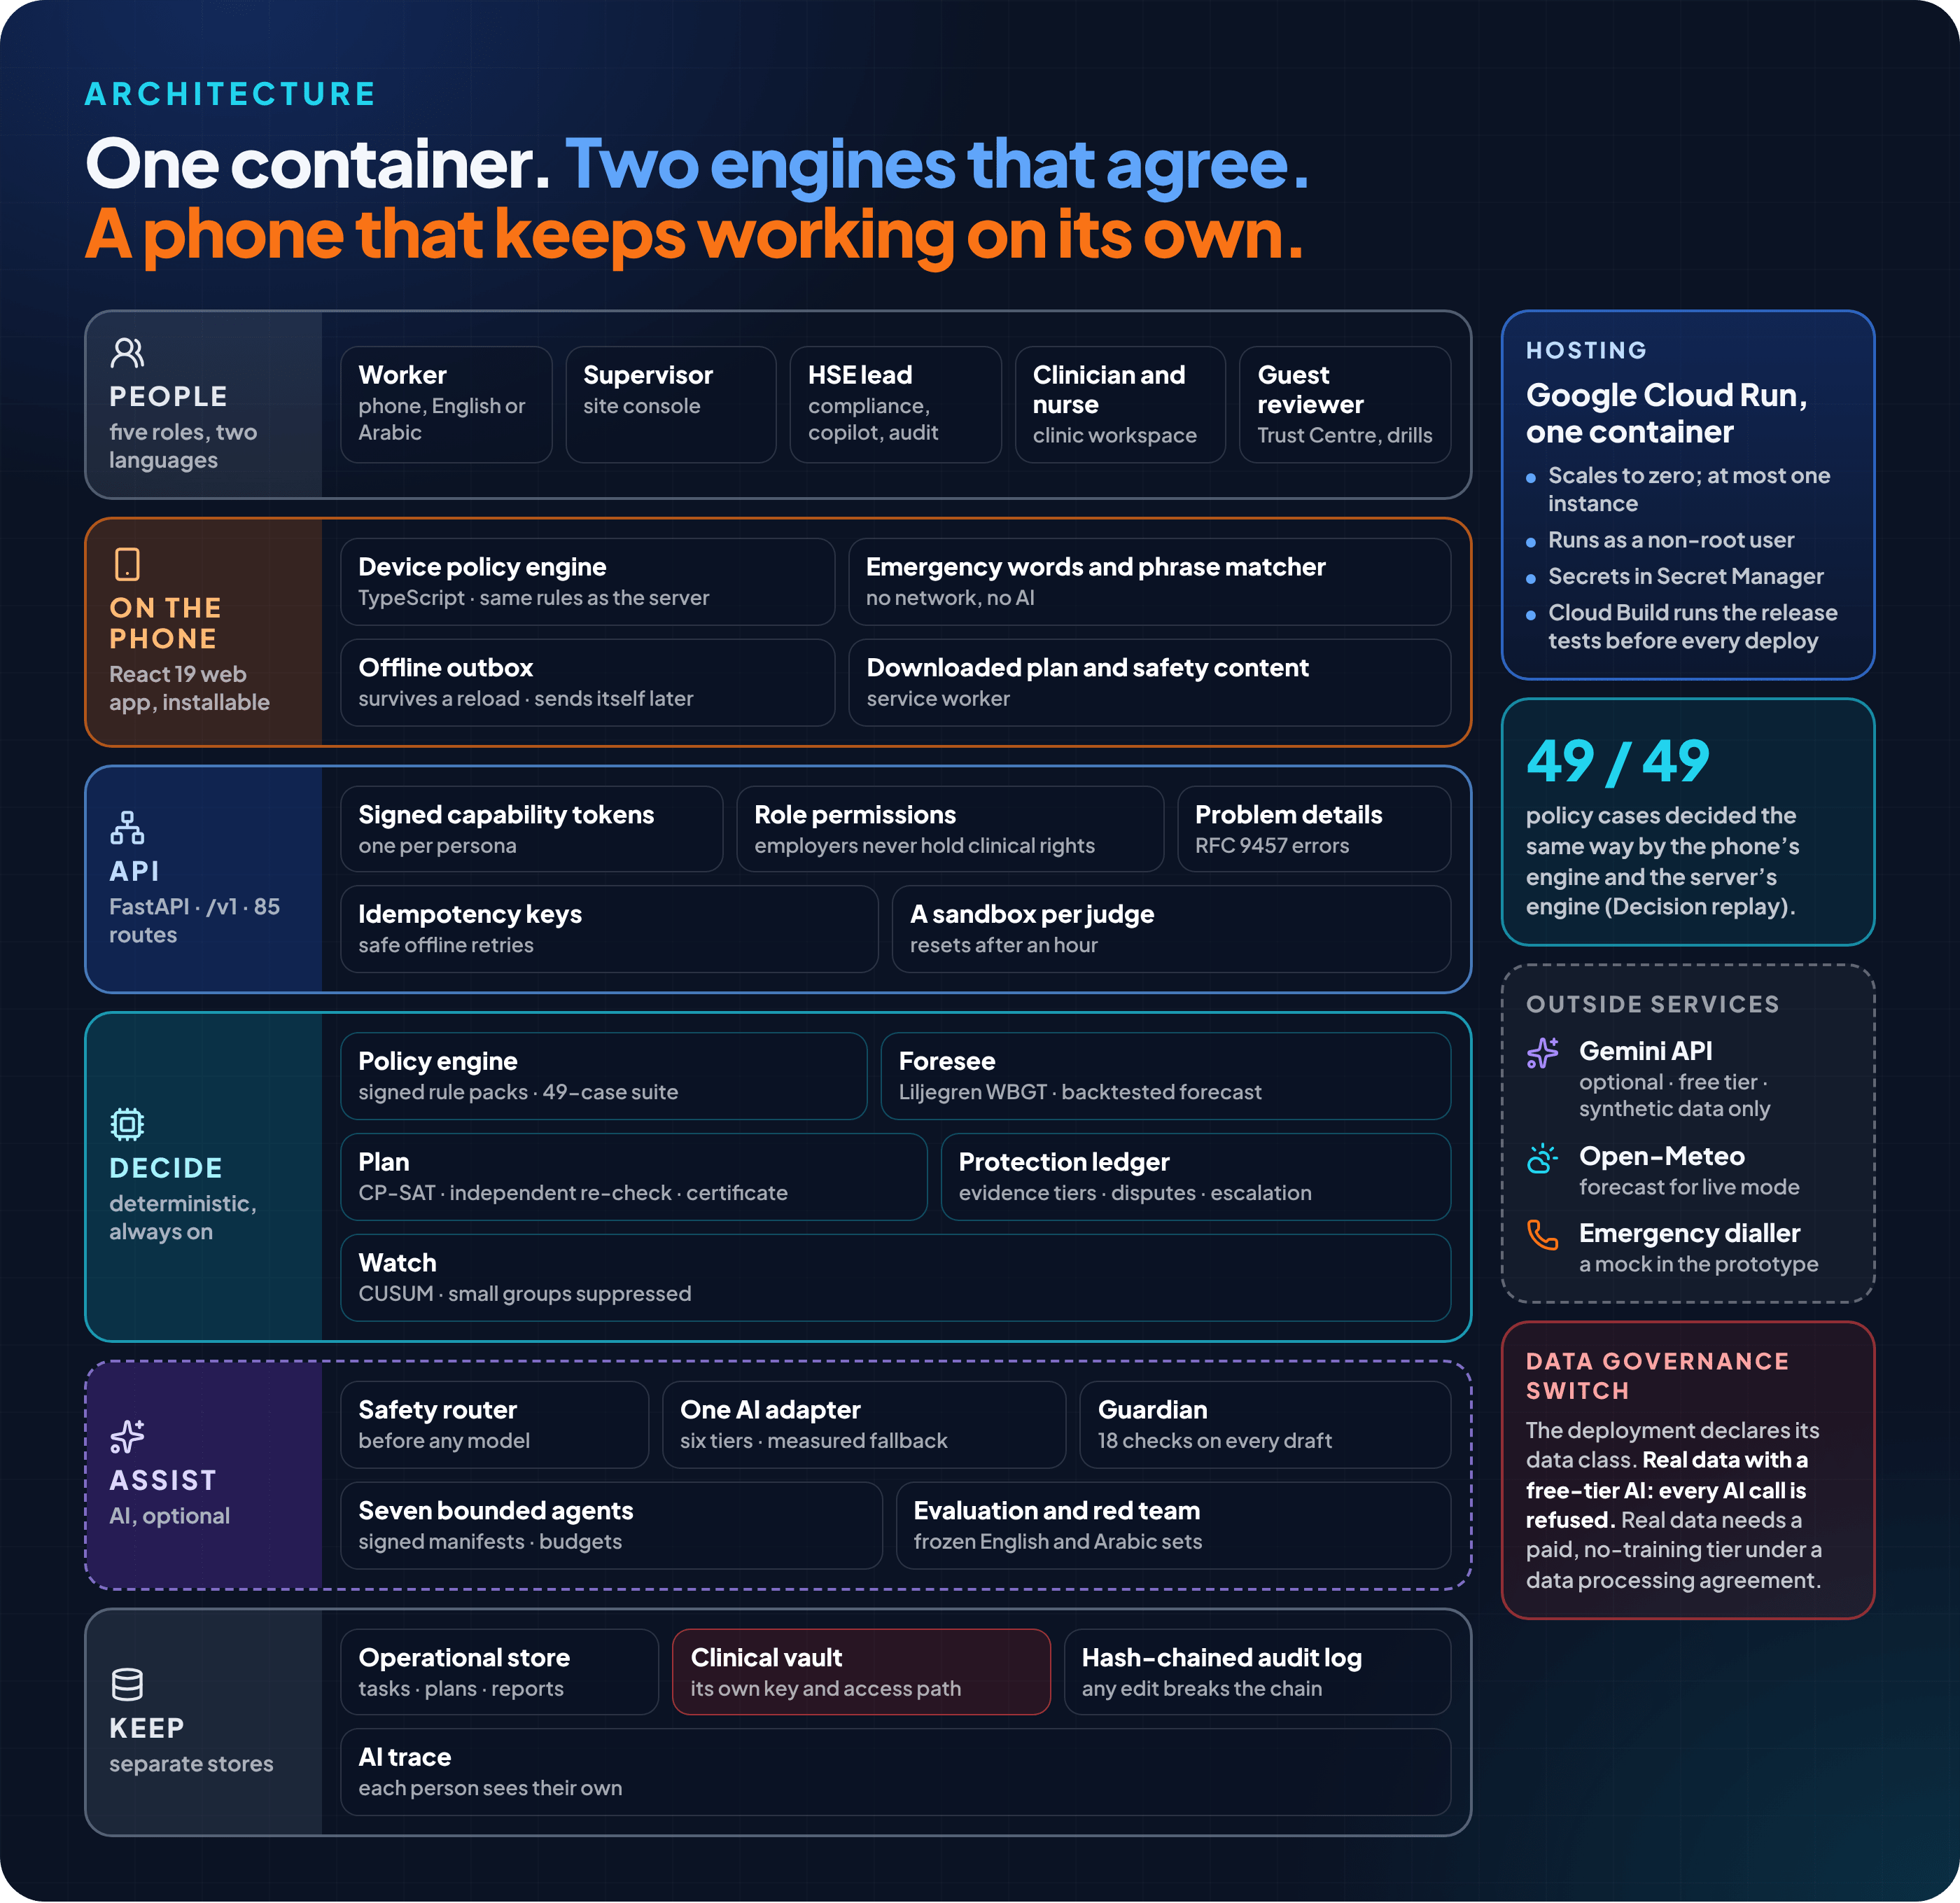 ARCHITECTURE
One container. Two engines that agree.
A phone that keeps working on its own.
PEOPLE
five roles, two
languages
Worker
phone, English or
Arabic
Supervisor
site console
HSE lead
compliance,
copilot, audit
Clinician and
nurse
clinic workspace
Guest
reviewer
Trust Centre, drills
ON THE
PHONE
React 19 web
app, installable
Device policy engine
TypeScript · same rules as the server
Emergency words and phrase matcher
no network, no AI
Offline outbox
survives a reload · sends itself later
Downloaded plan and safety content
service worker
API
FastAPI · /v1 · 85
routes
Signed capability tokens
one per persona
Role permissions
employers never hold clinical rights
Problem details
RFC 9457 errors
Idempotency keys
safe offline retries
A sandbox per judge
resets after an hour
DECIDE
deterministic,
always on
Policy engine
signed rule packs · 49-case suite
Foresee
Liljegren WBGT · backtested forecast
Plan
CP-SAT · independent re-check · certificate
Protection ledger
evidence tiers · disputes · escalation
Watch
CUSUM · small groups suppressed
ASSIST
AI, optional
Safety router
before any model
One AI adapter
six tiers · measured fallback
Guardian
18 checks on every draft
Seven bounded agents
signed manifests · budgets
Evaluation and red team
frozen English and Arabic sets
KEEP
separate stores
Operational store
tasks · plans · reports
Clinical vault
its own key and access path
Hash-chained audit log
any edit breaks the chain
AI trace
each person sees their own
HOSTING
Google Cloud Run,
one container
Scales to zero; at most one
instance
Runs as a non-root user
Secrets in Secret Manager
Cloud Build runs the release
tests before every deploy
49 / 49
policy cases decided the
same way by the phone's
engine and the server's
engine (Decision replay).
OUTSIDE SERVICES
Gemini API
optional · free tier ·
synthetic data only
Open-Meteo
forecast for live mode
Emergency dialler
a mock in the prototype
DATA GOVERNANCE
SWITCH
The deployment declares its
data class. Real data with a
free-tier AI: every AI call is
refused. Real data needs a
paid, no-training tier under a
data processing agreement.